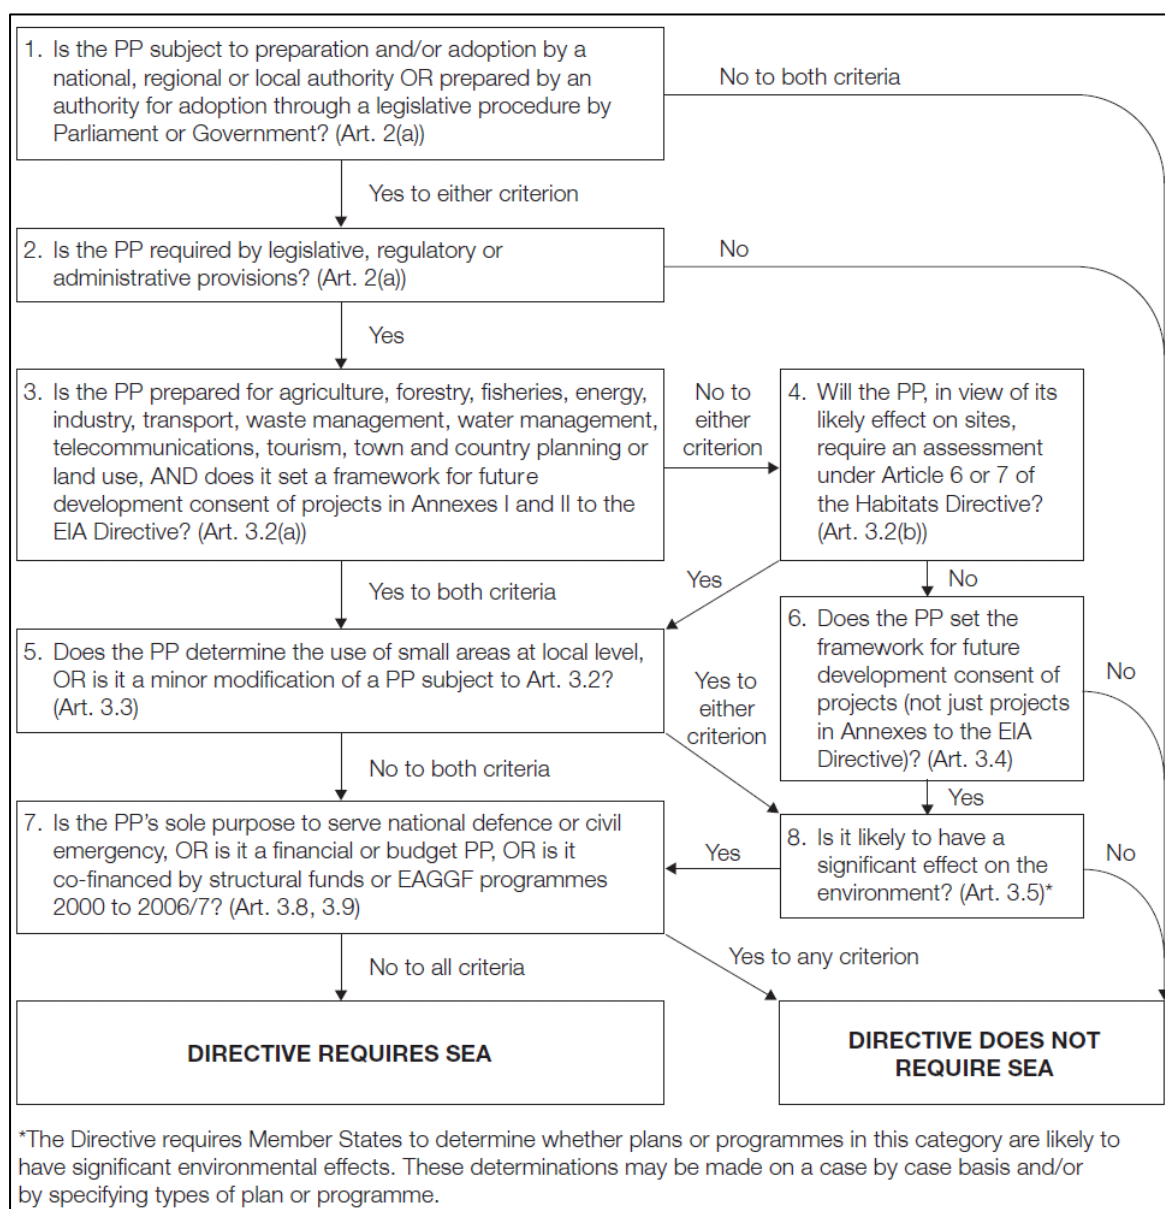 1. Is the PP subject to preparation and/or adoption by a
national, regional or local authority OR prepared by an
authority for adoption through a legislative procedure by
Parliament or Government? (Art. 2(a))
No to both criteria
Yes to either criterion
2. Is the PP required by legislative, regulatory or
administrative provisions? (Art. 2(a))
No
Yes
3. Is the PP prepared for agriculture, forestry, fisheries, energy,
industry, transport, waste management, water management,
telecommunications, tourism, town and country planning or
land use, AND does it set a framework for future
development consent of projects in Annexes I and II to the
EIA Directive? (Art. 3.2(a))
No to
either
criterion
4. Will the PP, in view of its
likely effect on sites,
require an assessment
under Article 6 or 7 of
the Habitats Directive?
(Art. 3.2(b))
Yes to both criteria
Yes
No
5. Does the PP determine the use of small areas at local level,
OR is it a minor modification of a PP subject to Art. 3.2?
(Art. 3.3)
Yes to
either
criterion
6. Does the PP set the
framework for future
development consent of
projects (not just projects
in Annexes to the EIA
Directive)? (Art. 3.4)
No
No to both criteria
Yes
7. Is the PP's sole purpose to serve national defence or civil
emergency, OR is it a financial or budget PP, OR is it
co-financed by structural funds or EAGGF programmes
2000 to 2006/7? (Art. 3.8, 3.9)
Yes
8. Is it likely to have a
significant effect on the
environment? (Art. 3.5)*
No
No to all criteria
Yes to any criterion
DIRECTIVE REQUIRES SEA
DIRECTIVE DOES NOT
REQUIRE SEA
*The Directive requires Member States to determine whether plans or programmes in this category are likely to
have significant environmental effects. These determinations may be made on a case by case basis and/or
by specifying types of plan or programme.